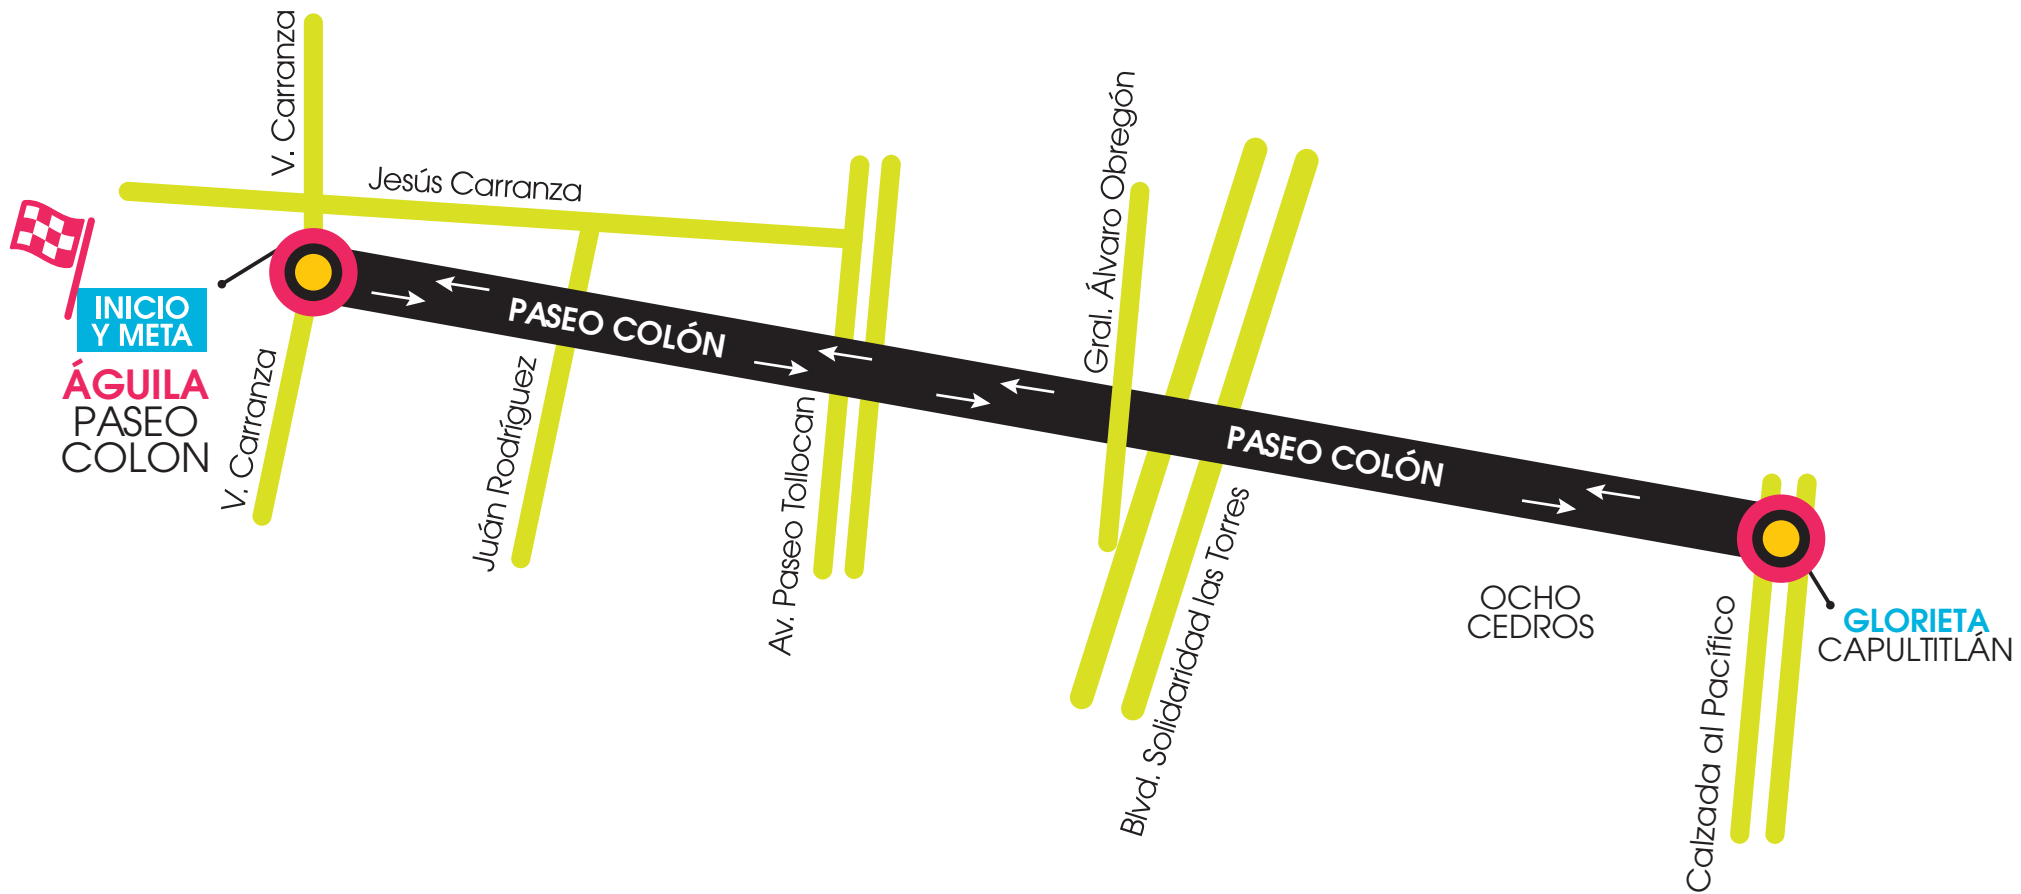 V. Carranza
Jesús Carranza
INICIO
Y META
ÁGUILA
PASEO
COLON
V. Carranza
PASEO COLÓN
Juán Rodríguez
Av. Paseo Tollocan
Gral. Álvaro Obregón
PASEO COLÓN
Blvd. Solidaridad las Torres
OCHO
CEDROS
Calzada al Pacífico
GLORIETA
CAPULTITLÁN